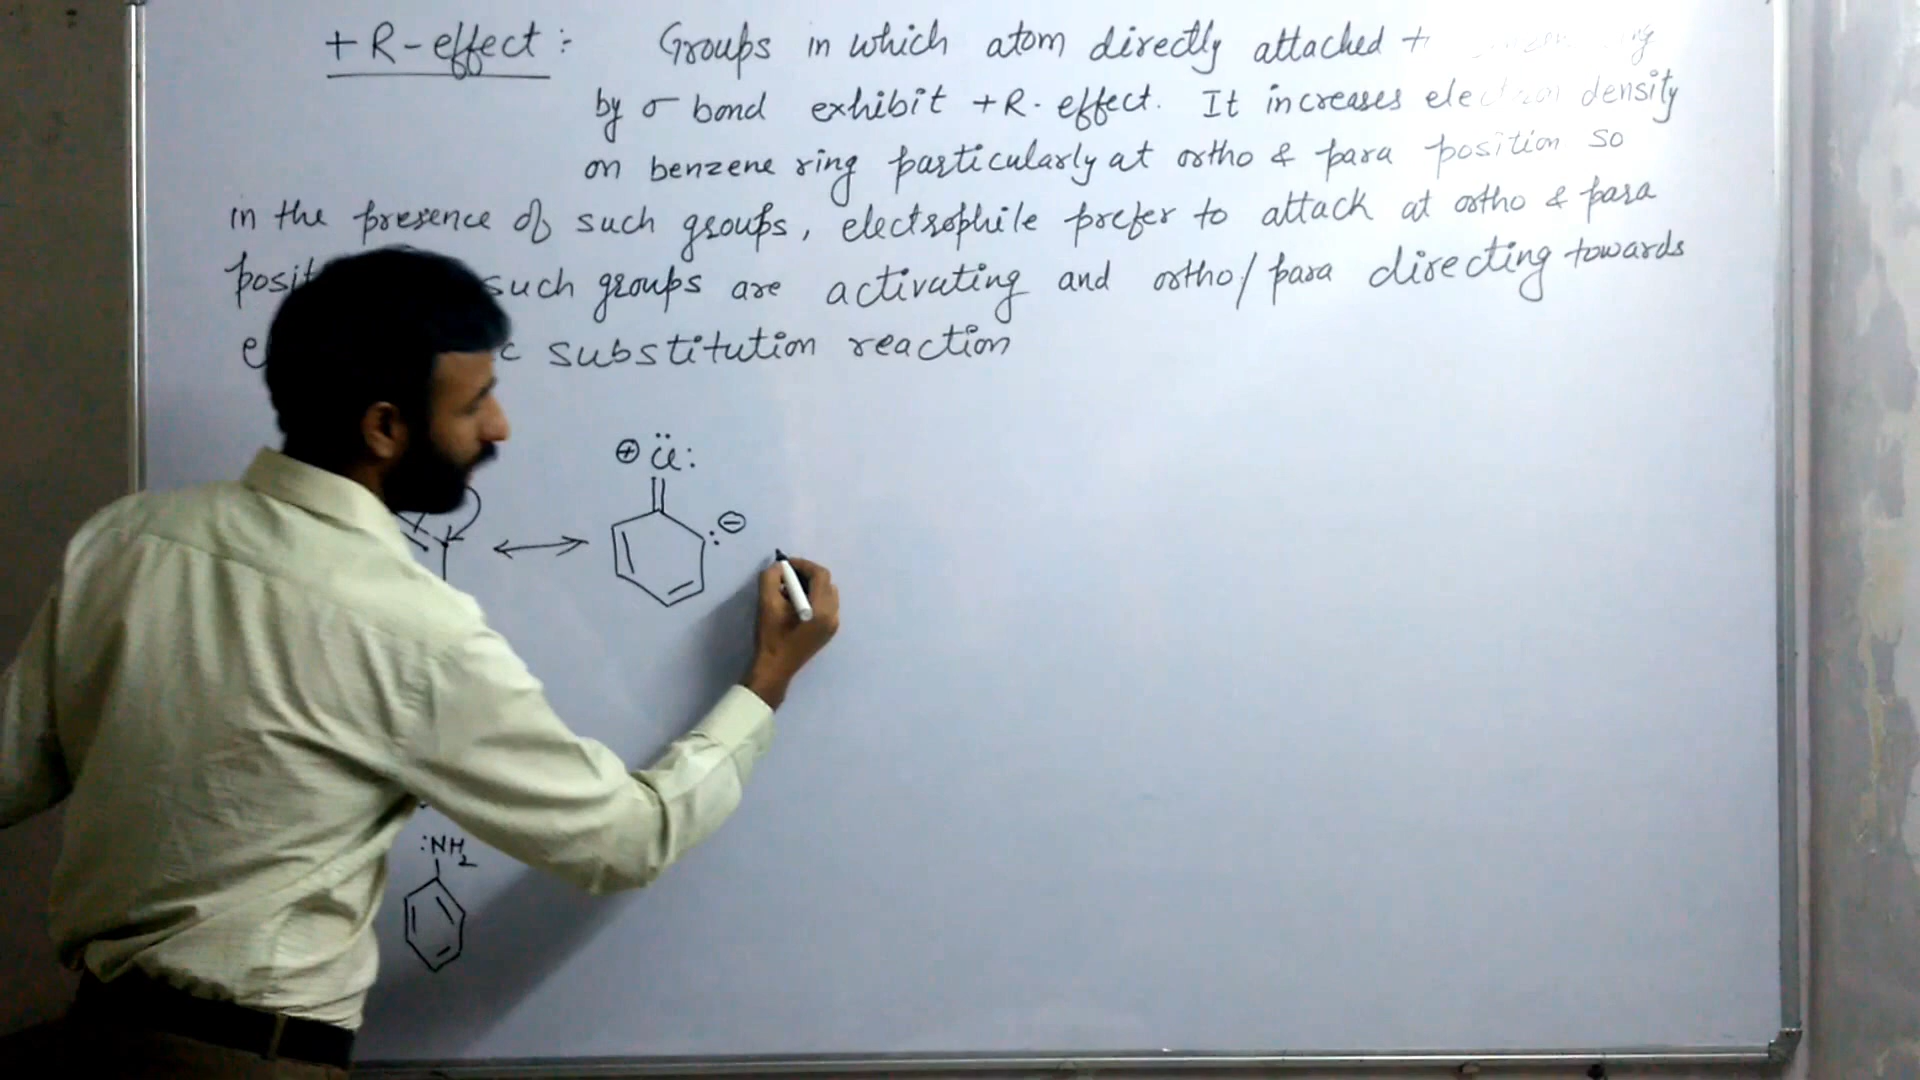 +R-effect :- Groups in which atom directly attached
by σ bond exhibit +R-effect. It increases electron density
on benzene ring particularly at ortho & para position so
in the presence of such groups, electrophile prefer to attack at ortho & para
such groups are activating and ortho/para directing towards
substitution reaction
⊕ :Cl:
: ⊖
:NH2